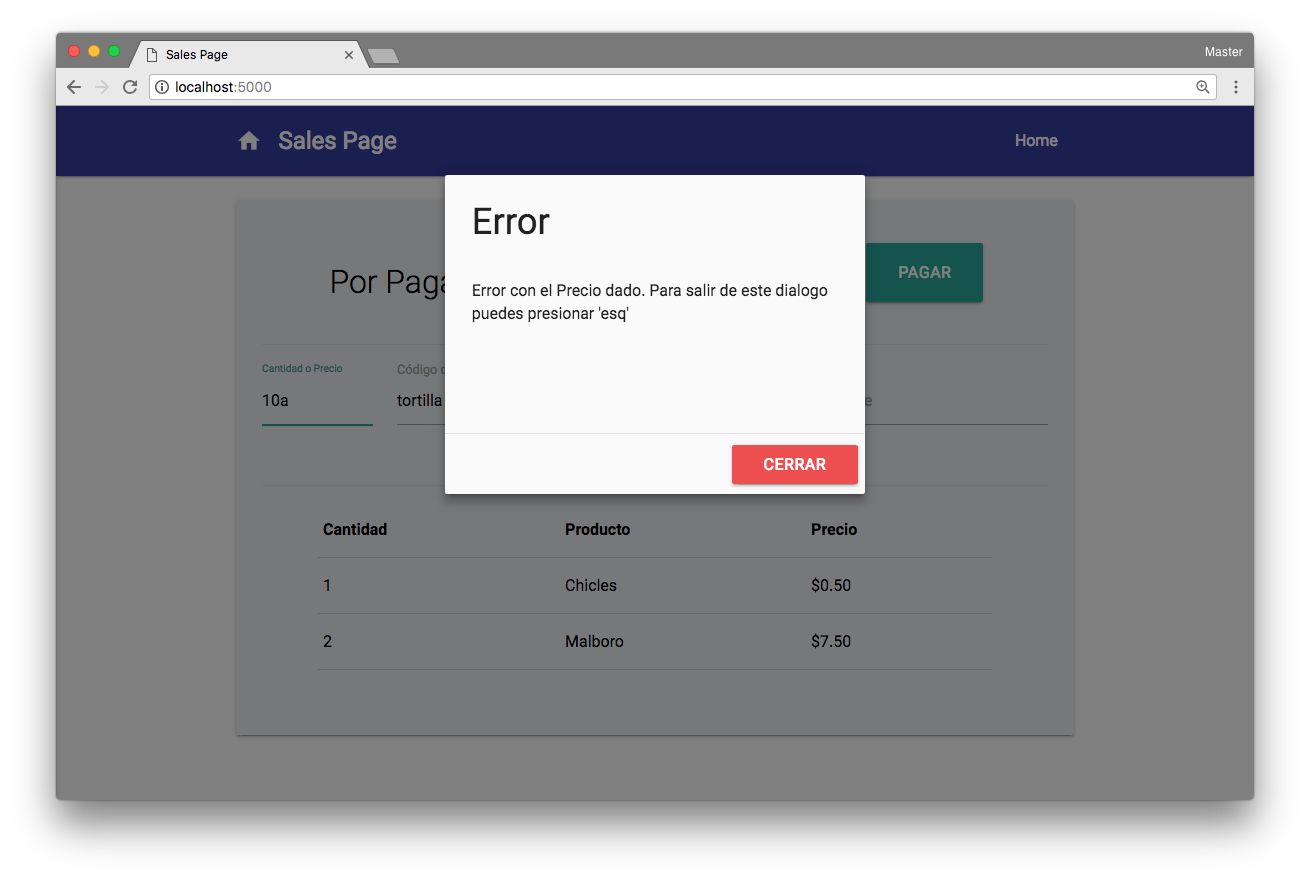 Sales Page
Master
localhost:5000
Sales Page
Home
Error
Por Paga
PAGAR
Error con el Precio dado. Para salir de este dialogo
puedes presionar 'esq'
Cantidad o Precio
Código
10a
tortilla
CERRAR
Cantidad Producto Precio
1 Chicles $0.50
2 Malboro $7.50